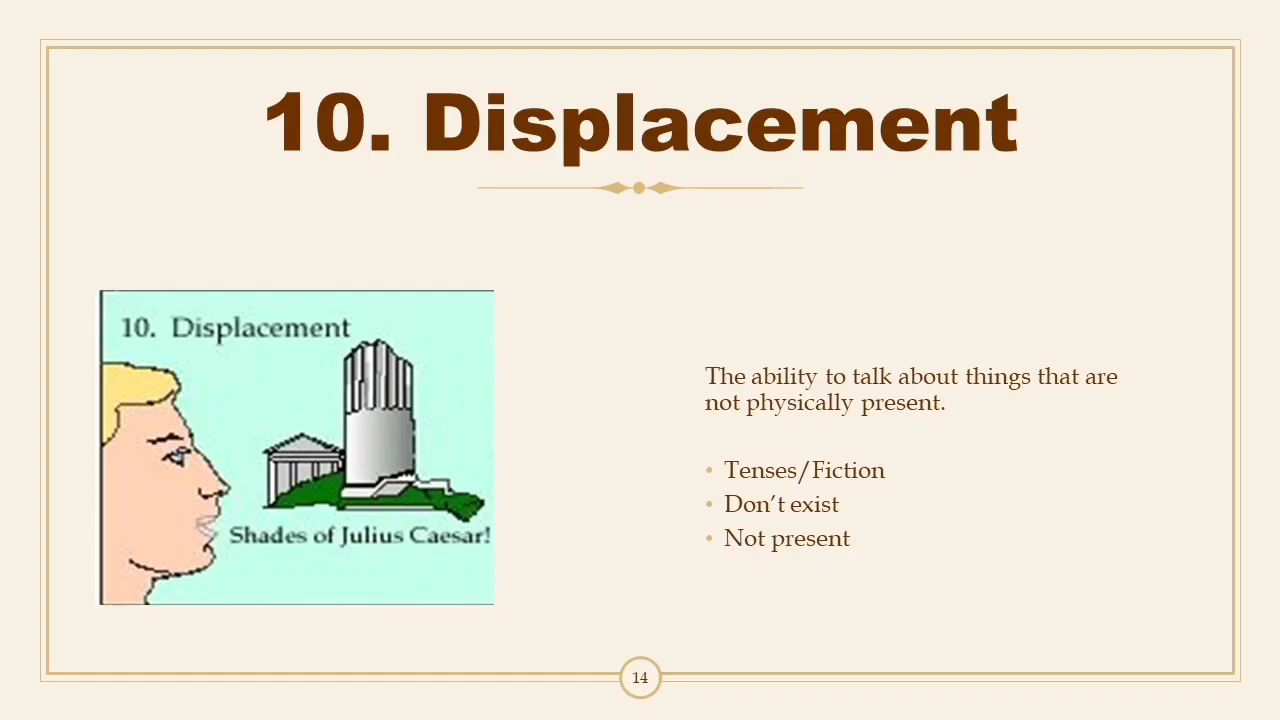 10. Displacement
10. Displacement
Shades of Julius Caesar!
The ability to talk about things that are
not physically present.
• Tenses/Fiction
• Don’t exist
• Not present
14